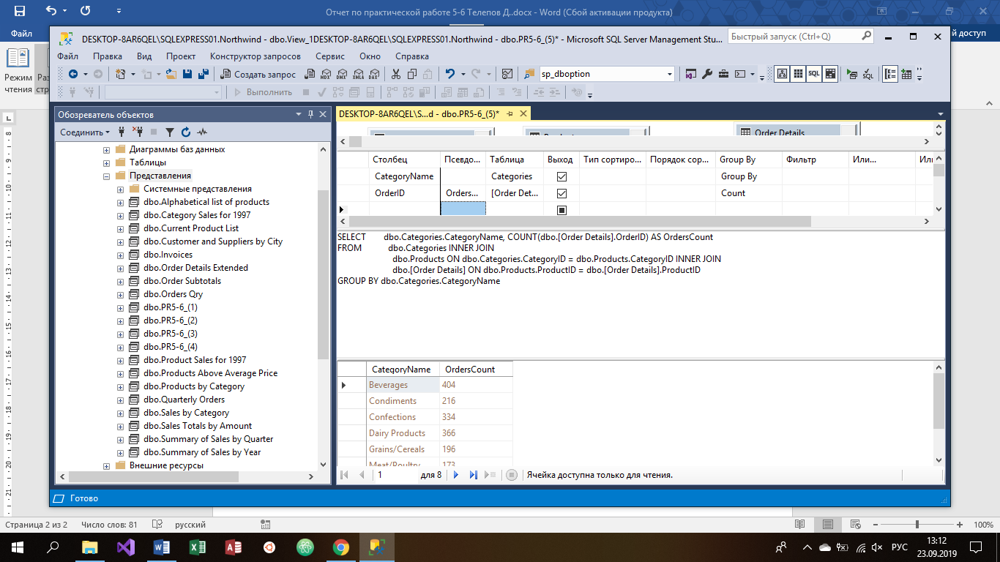 Отчет по практической работе 5-6 Телепов Д..docx - Word (Сбой активации продукта)
Файл
й доступ
Режим
чтения
DESKTOP-8AR6QEL\SQLEXPRESS01.Northwind - dbo.View_1DESKTOP-8AR6QEL\SQLEXPRESS01.Northwind - dbo.PR5-6_(5)* - Microsoft SQL Server Management Stu...
Быстрый запуск (Ctrl+Q)
Файл Правка Вид Проект Конструктор запросов Сервис Окно Справка
Создать запрос MDX DMX XMLA DAX sp_dboption SQL SQL
Выполнить
Обозреватель объектов
Соединить
Диаграммы баз данных
Таблицы
Представления
Системные представления
dbo.Alphabetical list of products
dbo.Category Sales for 1997
dbo.Current Product List
dbo.Customer and Suppliers by City
dbo.Invoices
dbo.Order Details Extended
dbo.Order Subtotals
dbo.Orders Qry
dbo.PR5-6_(1)
dbo.PR5-6_(2)
dbo.PR5-6_(3)
dbo.PR5-6_(4)
dbo.Product Sales for 1997
dbo.Products Above Average Price
dbo.Products by Category
dbo.Quarterly Orders
dbo.Sales by Category
dbo.Sales Totals by Amount
dbo.Summary of Sales by Quarter
dbo.Summary of Sales by Year
Внешние ресурсы
DESKTOP-8AR6QEL\S...d - dbo.PR5-6_(5)*
Order Details
Столбец Псевдо... Таблица Выход Тип сортиро... Порядок сор... Group By Фильтр Или... Или
CategoryName Categories Group By
OrderID Orders... [Order Det... Count
SELECT dbo.Categories.CategoryName, COUNT(dbo.[Order Details].OrderID) AS OrdersCount
FROM dbo.Categories INNER JOIN
dbo.Products ON dbo.Categories.CategoryID = dbo.Products.CategoryID INNER JOIN
dbo.[Order Details] ON dbo.Products.ProductID = dbo.[Order Details].ProductID
GROUP BY dbo.Categories.CategoryName
CategoryName OrdersCount
Beverages 404
Condiments 216
Confections 334
Dairy Products 366
Grains/Cereals 196
Meat/Poultry 173
1 для 8 Ячейка доступна только для чтения.
Готово
Страница 2 из 2 Число слов: 81 русский 100%
РУС 13:12
23.09.2019